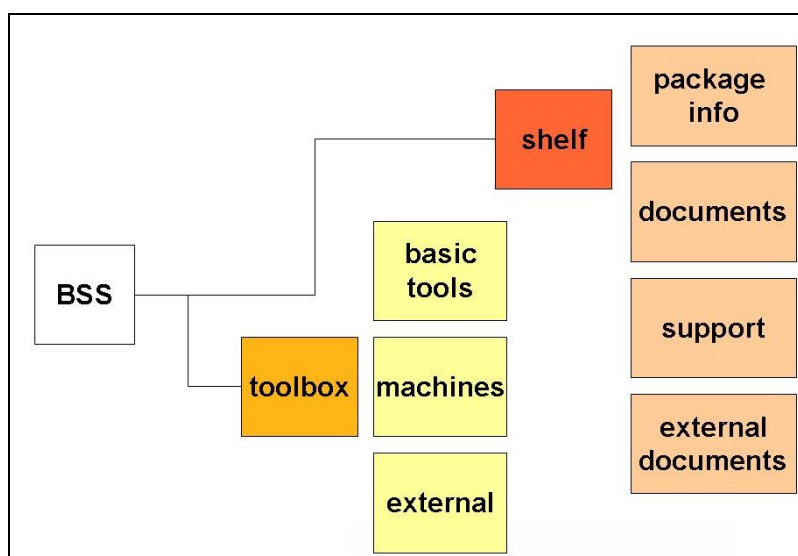 BSS
toolbox
basic
tools
machines
external
shelf
package
info
documents
support
external
documents